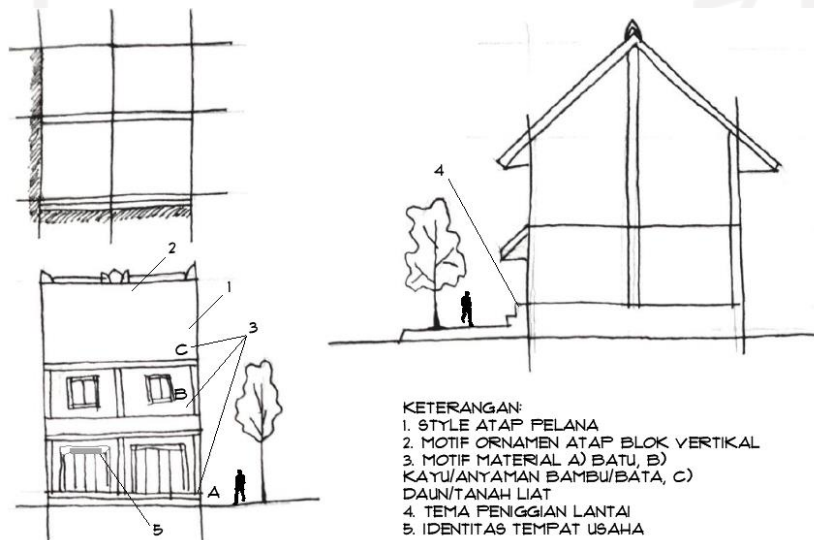 4
2
1
3
C
B
A
5
KETERANGAN:
1. STYLE ATAP PELANA
2. MOTIF ORNAMEN ATAP BLOK VERTIKAL
3. MOTIF MATERIAL A) BATU, B)
KAYU/ANYAMAN BAMBU/BATA, C)
DAUN/TANAH LIAT
4. TEMA PENIGGIAN LANTAI
5. IDENTITAS TEMPAT USAHA